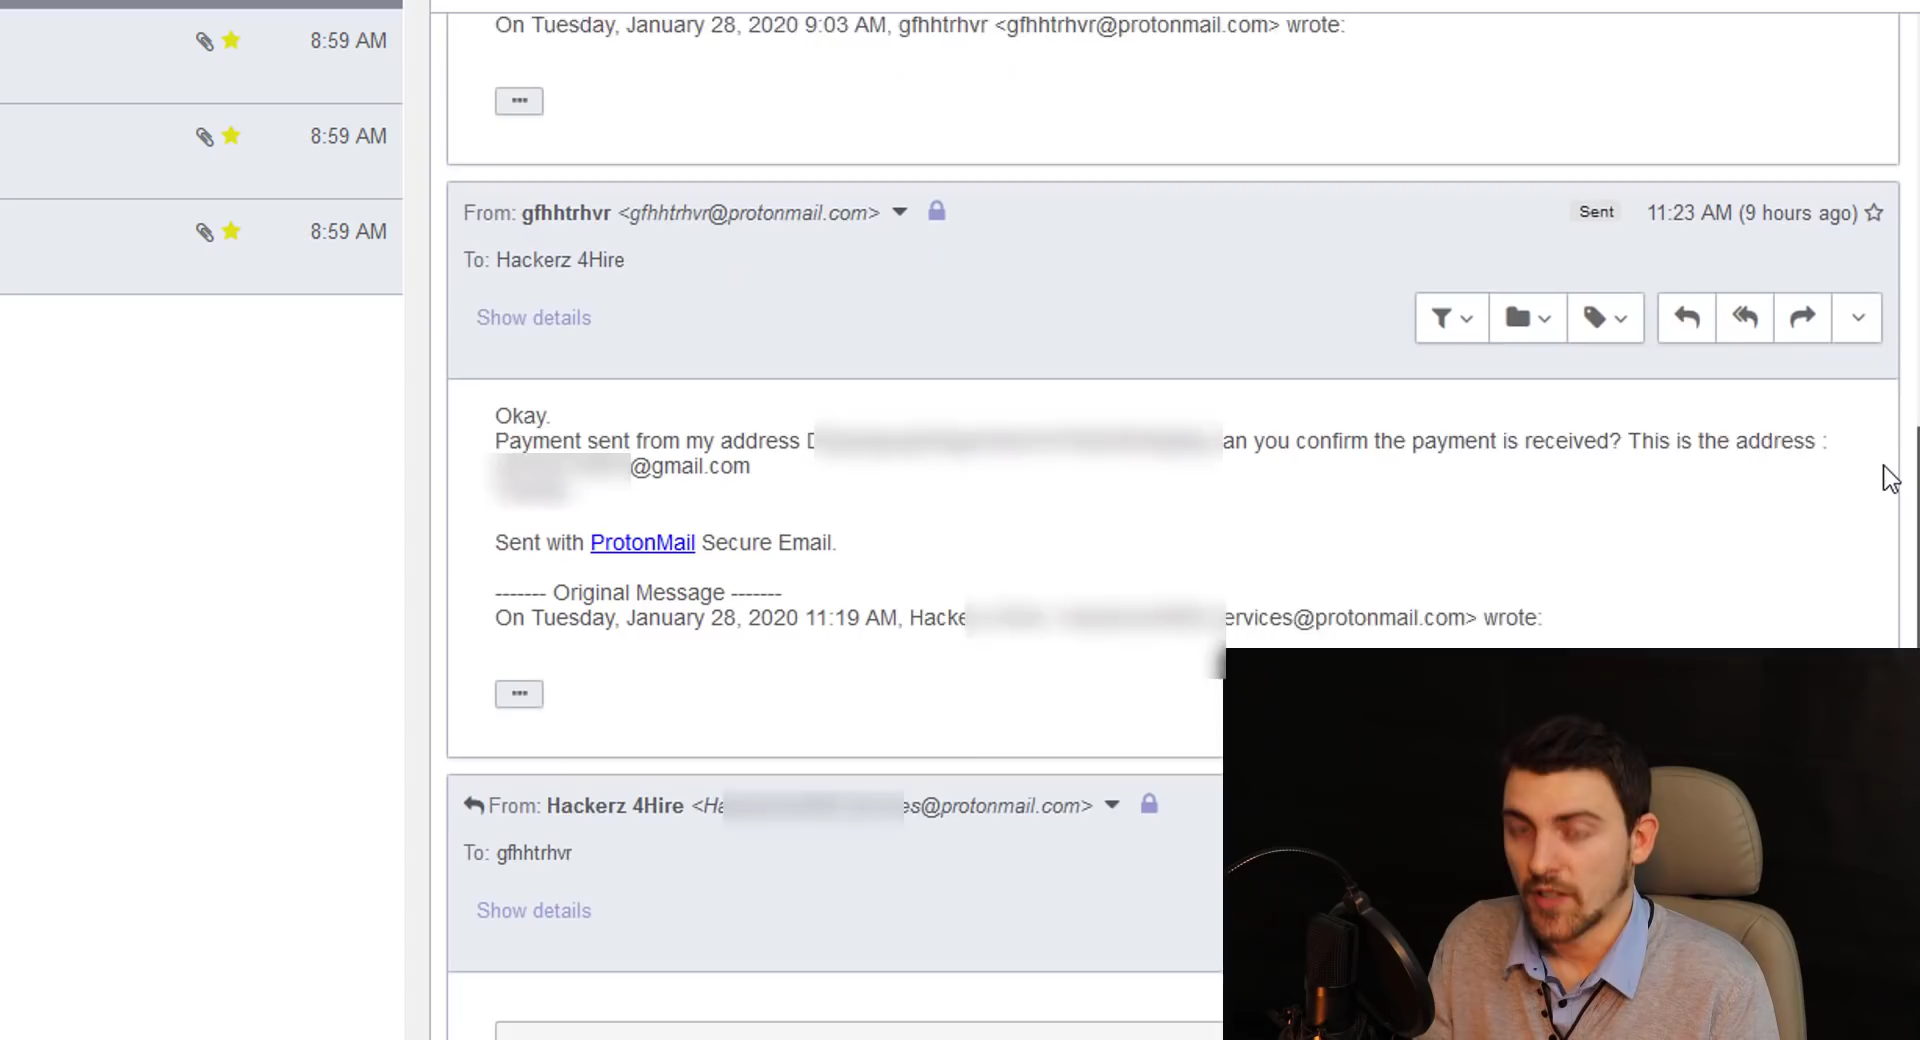 8:59 AM
8:59 AM
8:59 AM
On Tuesday, January 28, 2020 9:03 AM, gfhhtrhvr <gfhhtrhvr@protonmail.com> wrote:
From: gfhhtrhvr <gfhhtrhvr@protonmail.com>
Sent 11:23 AM (9 hours ago)
To: Hackerz 4Hire
Show details
Okay.
Payment sent from my address you confirm the payment is received? This is the address :
@gmail.com
Sent with ProtonMail Secure Email.
------- Original Message -------
On Tuesday, January 28, 2020 11:19 AM, @protonmail.com> wrote:
From: Hackerz 4Hire @protonmail.com>
To: gfhhtrhvr
Show details